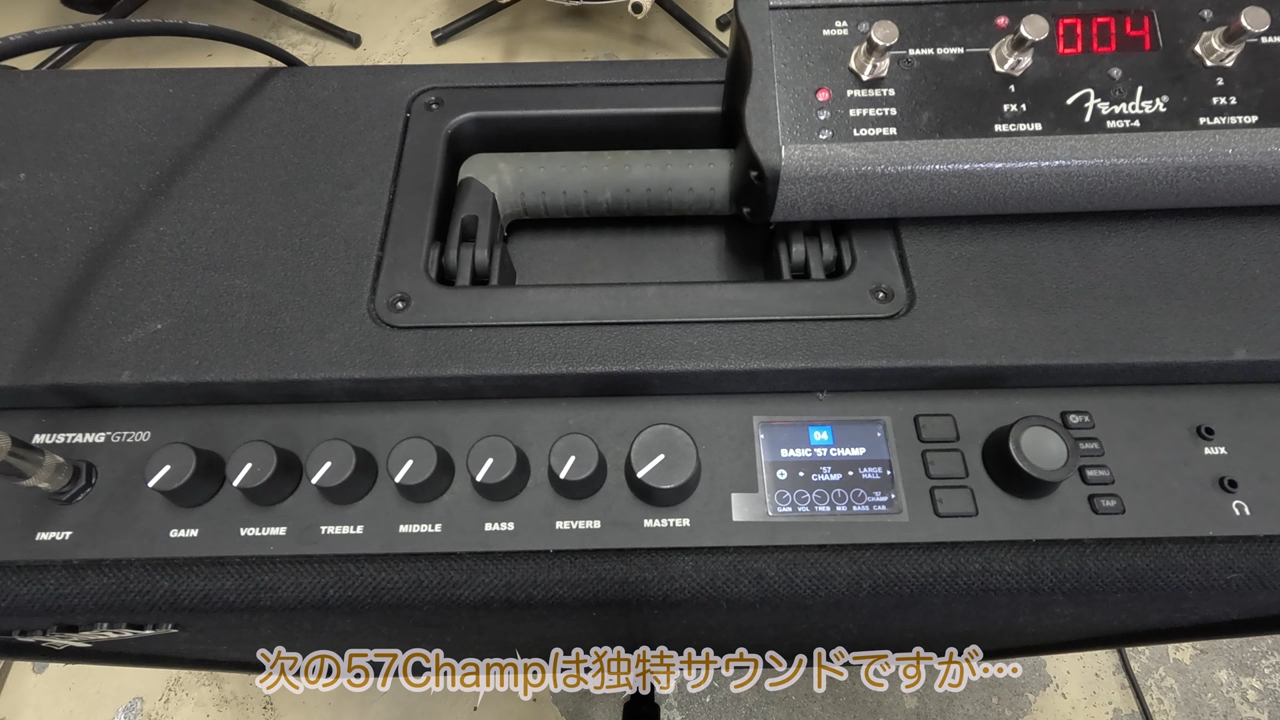 QA
MODE
BANK DOWN
004
PRESETS
EFFECTS
LOOPER
1
FX 1
REC/DUB
Fender
MGT-4
2
FX 2
PLAY/STOP
MUSTANG™ GT200
INPUT
GAIN
VOLUME
TREBLE
MIDDLE
BASS
REVERB
MASTER
04
BASIC '57 CHAMP
'57
CHAMP
LARGE
HALL
GAIN VOL TREB MID BASS
'57
CHAMP
CAB
FX
SAVE
MENU
TAP
AUX
次の57Champは独特サウンドですが…